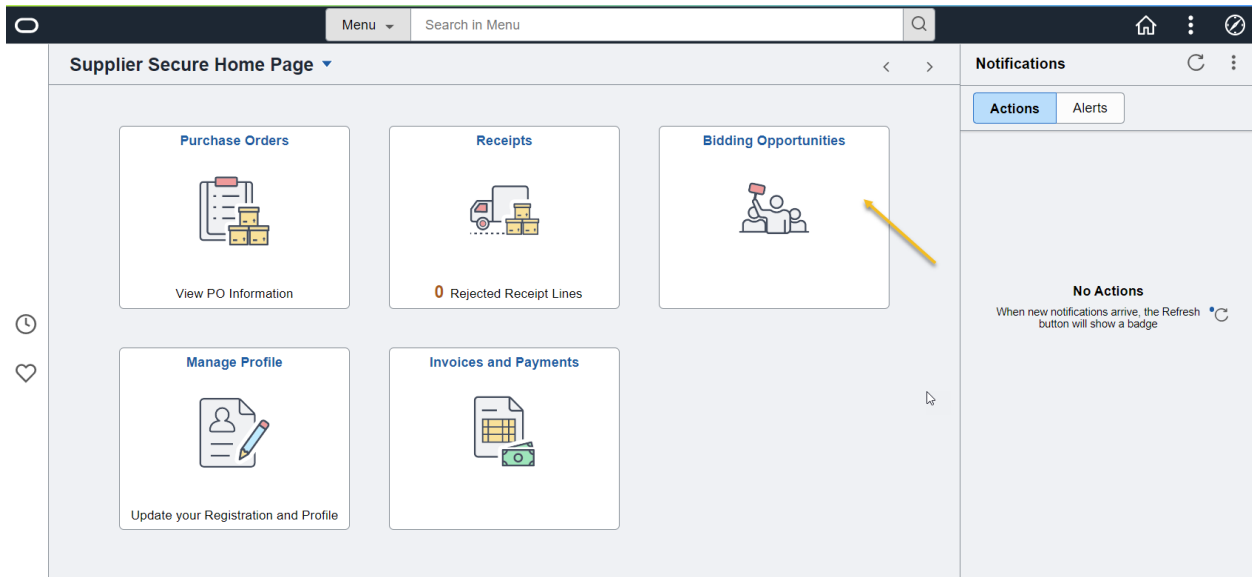 Menu
Search in Menu
Supplier Secure Home Page
Notifications
Actions
Alerts
Purchase Orders
View PO Information
Receipts
0 Rejected Receipt Lines
Bidding Opportunities
No Actions
When new notifications arrive, the Refresh
button will show a badge
Manage Profile
Update your Registration and Profile
Invoices and Payments